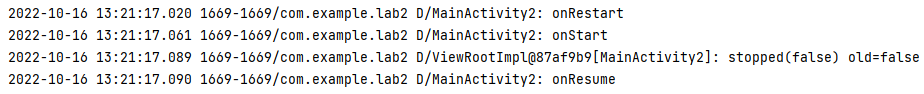 2022-10-16 13:21:17.020 1669-1669/com.example.lab2 D/MainActivity2: onRestart
2022-10-16 13:21:17.061 1669-1669/com.example.lab2 D/MainActivity2: onStart
2022-10-16 13:21:17.089 1669-1669/com.example.lab2 D/ViewRootImpl@87af9b9[MainActivity2]: stopped(false) old=false
2022-10-16 13:21:17.090 1669-1669/com.example.lab2 D/MainActivity2: onResume